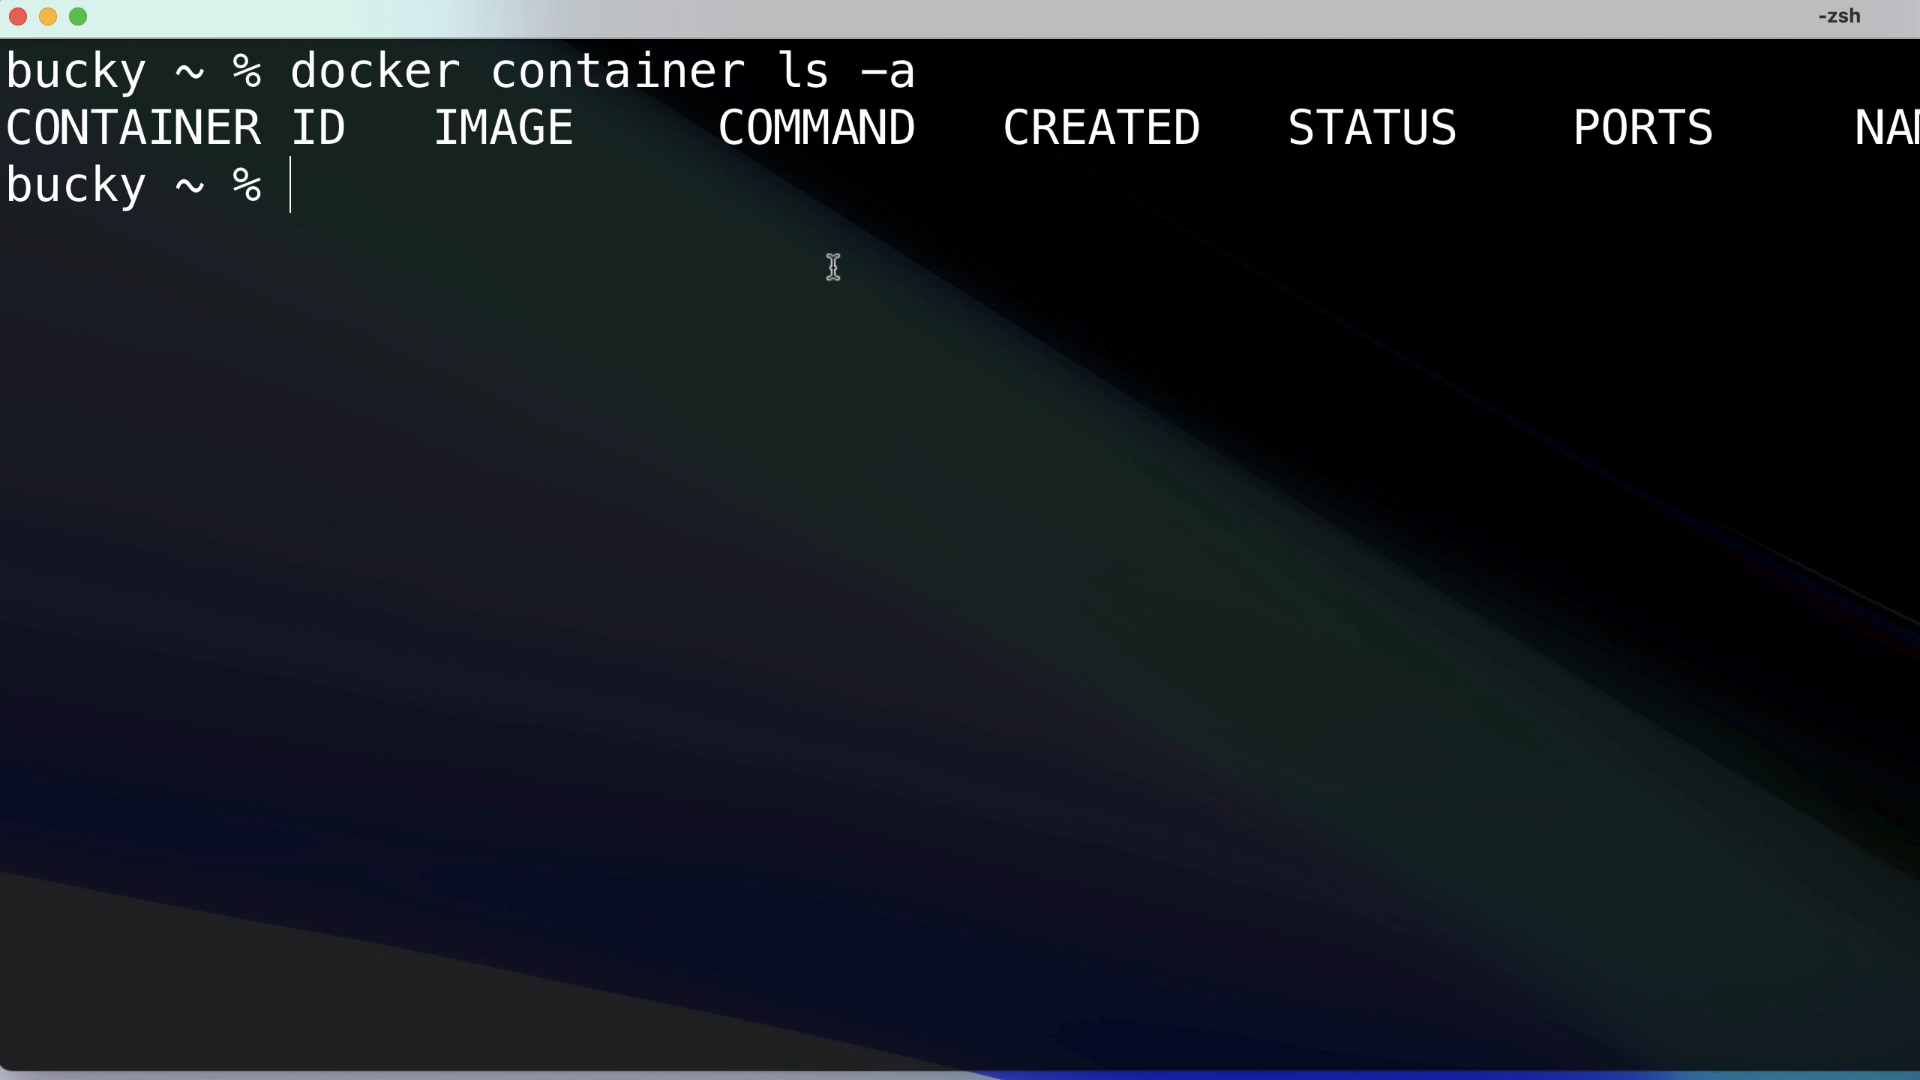 -zsh
bucky ~ % docker container ls -a
CONTAINER ID IMAGE COMMAND CREATED STATUS PORTS
bucky ~ %